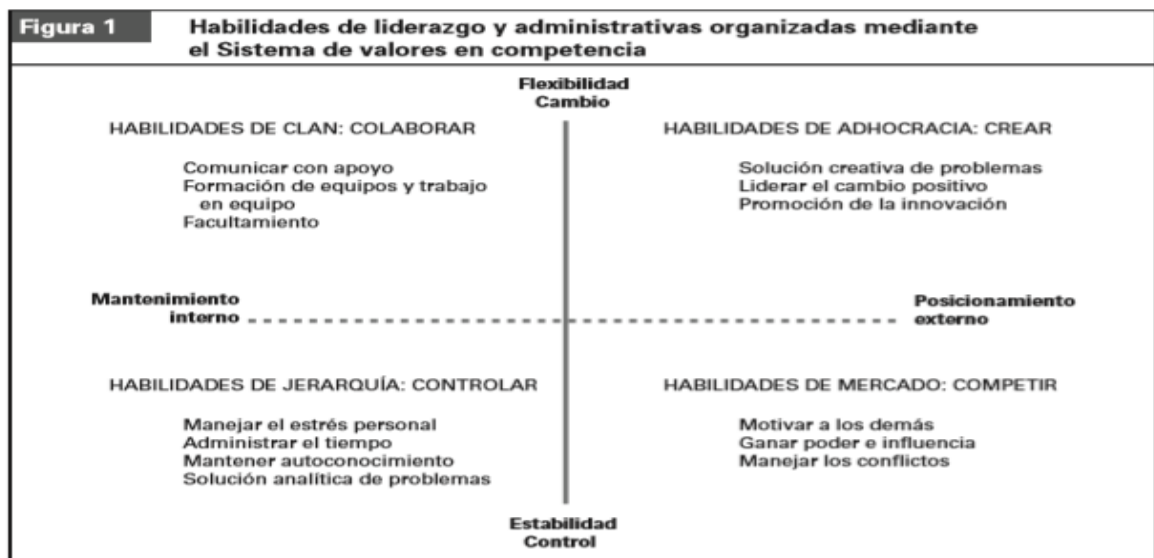 Figura 1
Habilidades de liderazgo y administrativas organizadas mediante
el Sistema de valores en competencia
Flexibilidad
Cambio
HABILIDADES DE CLAN: COLABORAR
Comunicar con apoyo
Formación de equipos y trabajo
en equipo
Facultamiento
HABILIDADES DE ADHOCRACIA: CREAR
Solución creativa de problemas
Liderar el cambio positivo
Promoción de la innovación
Mantenimiento
interno
Posicionamiento
externo
HABILIDADES DE JERARQUÍA: CONTROLAR
Manejar el estrés personal
Administrar el tiempo
Mantener autoconocimiento
Solución analítica de problemas
HABILIDADES DE MERCADO: COMPETIR
Motivar a los demás
Ganar poder e influencia
Manejar los conflictos
Estabilidad
Control